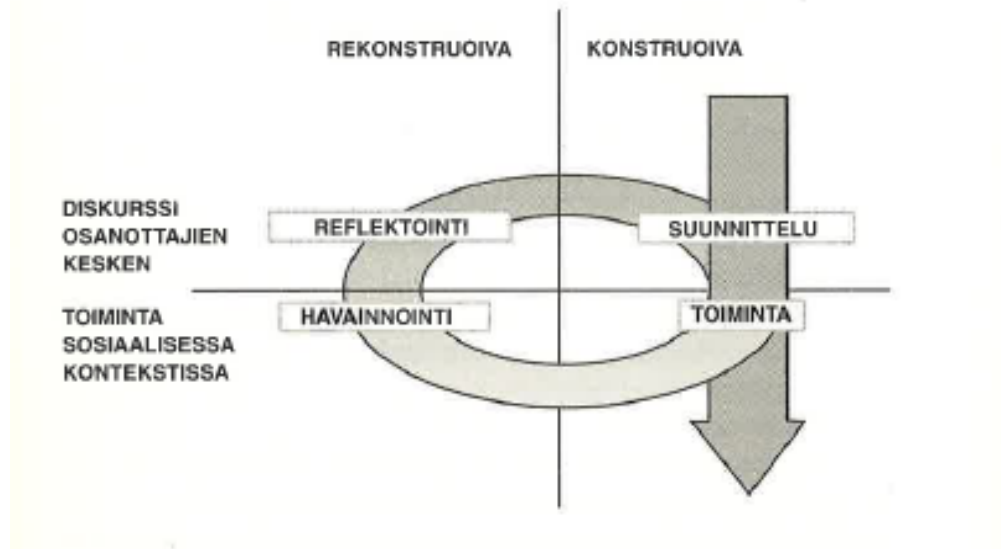 REKONSTRUOIVA
KONSTRUOIVA
DISKURSSI
OSANOTTAJIEN
KESKEN
REFLEKTOINTI
SUUNNITTELU
HAVAINNOINTI
TOIMINTA
TOIMINTA
SOSIAALISESSA
KONTEKSTISSA